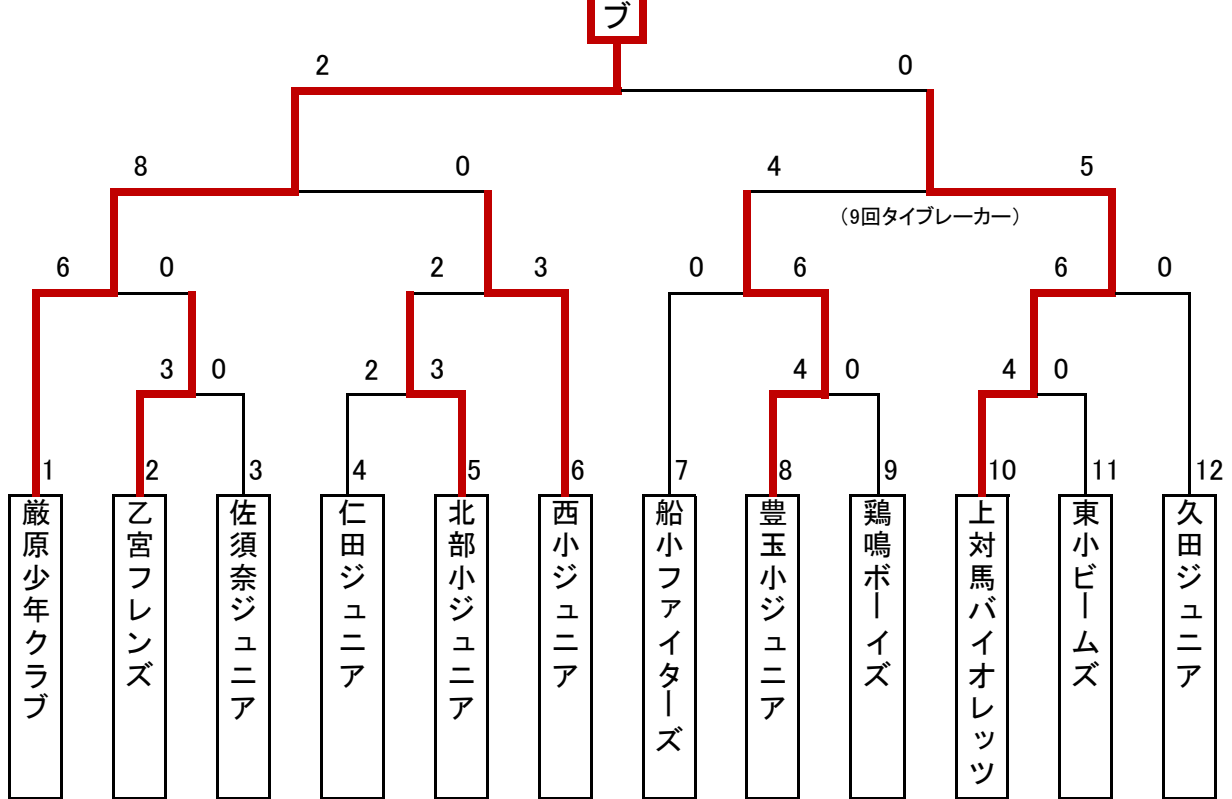 ブ
2 0
8 0 4 5
(9回タイブレーカー)
6 0 2 3 0 6 6 0
3 0 2 3 4 0 4 0
1 2 3 4 5 6 7 8 9 10 11 12
厳原少年クラブ
乙宮フレンズ
佐須奈ジュニア
仁田ジュニア
北部小ジュニア
西小ジュニア
船小ファイターズ
豊玉小ジュニア
鶏鳴ボーイズ
上対馬バイオレッツ
東小ビームズ
久田ジュニア